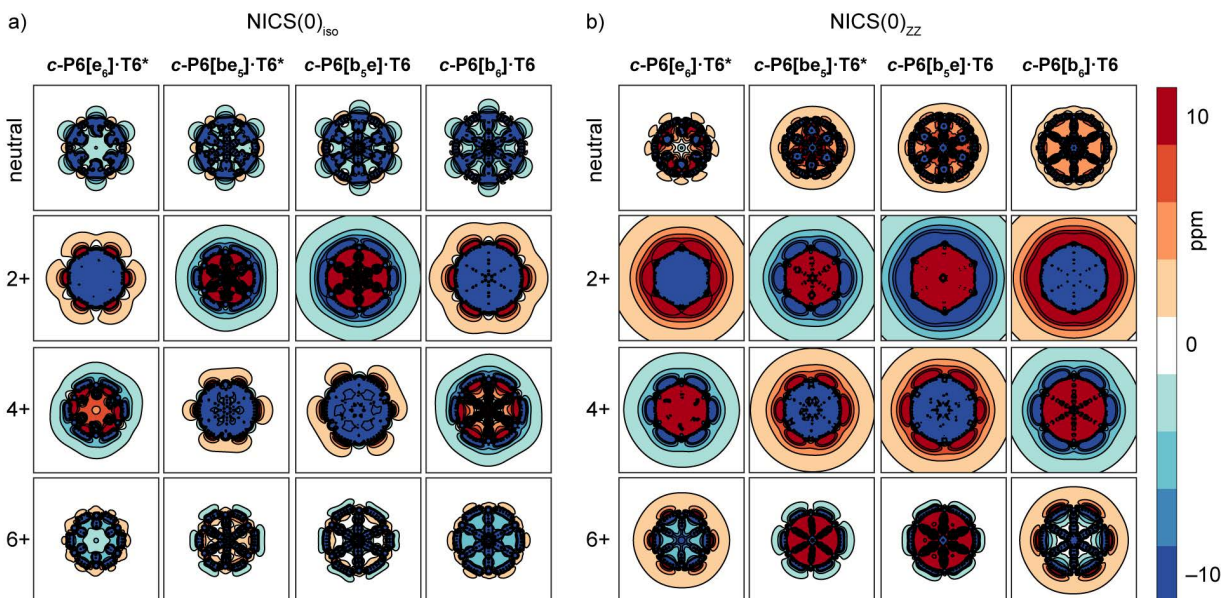 a) NICS(0)iso
c-P6[e6]·T6* c-P6[be5]·T6* c-P6[b5e]·T6 c-P6[b6]·T6
b) NICS(0)ZZ
c-P6[e6]·T6* c-P6[be5]·T6* c-P6[b5e]·T6 c-P6[b6]·T6
neutral
2+
4+
6+
neutral
2+
4+
6+
10
0
−10
ppm